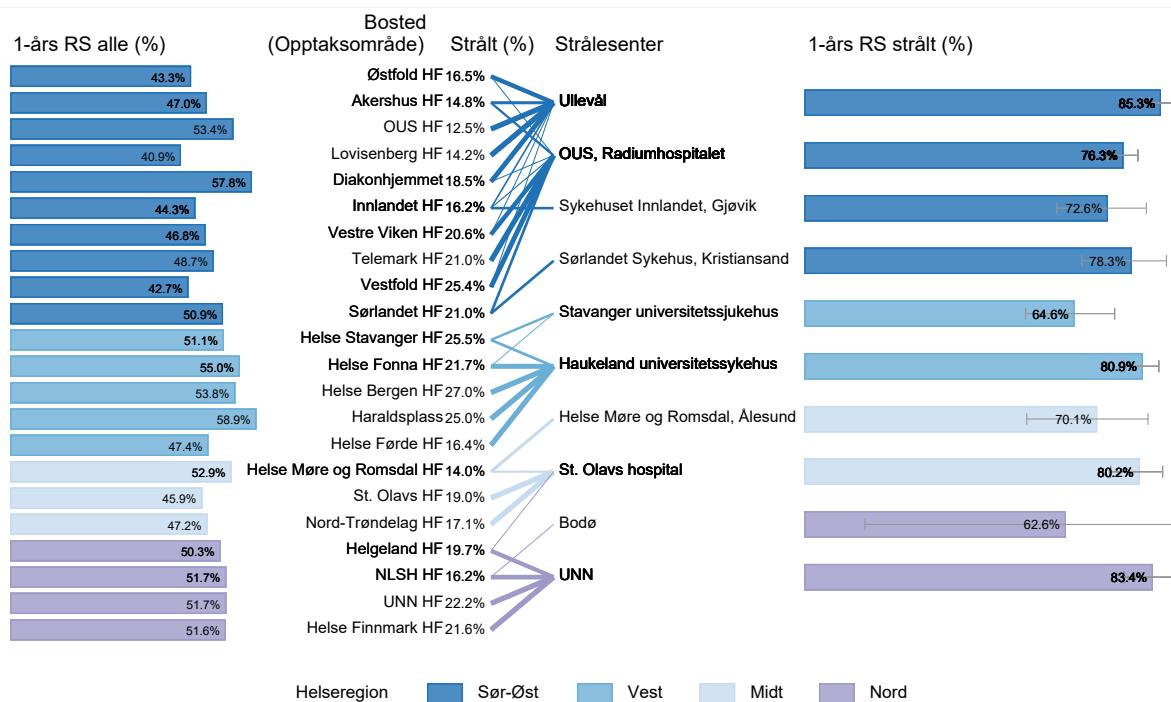 1-års RS alle (%)
Bosted
(Opptaksområde)
Strålt (%)
Strålesenter
1-års RS strålt (%)
43.3%
47.0%
53.4%
40.9%
57.8%
44.3%
46.8%
48.7%
42.7%
50.9%
51.1%
55.0%
53.8%
58.9%
47.4%
52.9%
45.9%
47.2%
50.3%
51.7%
51.7%
51.6%
Østfold HF 16.5%
Akershus HF 14.8%
OUS HF 12.5%
Lovisenberg HF 14.2%
Diakonhjemmet 18.5%
Innlandet HF 16.2%
Vestre Viken HF 20.6%
Telemark HF 21.0%
Vestfold HF 25.4%
Sørlandet HF 21.0%
Helse Stavanger HF 25.5%
Helse Fonna HF 21.7%
Helse Bergen HF 27.0%
Haraldsplass 25.0%
Helse Førde HF 16.4%
Helse Møre og Romsdal HF 14.0%
St. Olavs HF 19.0%
Nord-Trøndelag HF 17.1%
Helgeland HF 19.7%
NLSH HF 16.2%
UNN HF 22.2%
Helse Finnmark HF 21.6%
Ullevål
OUS, Radiumhospitalet
Sykehuset Innlandet, Gjøvik
Sørlandet Sykehus, Kristiansand
Stavanger universitetssjukehus
Haukeland universitetssykehus
Helse Møre og Romsdal, Ålesund
St. Olavs hospital
Bodø
UNN
85.3%
76.3%
72.6%
78.3%
64.6%
80.9%
70.1%
80.2%
62.6%
83.4%
Helseregion
Sør-Øst
Vest
Midt
Nord